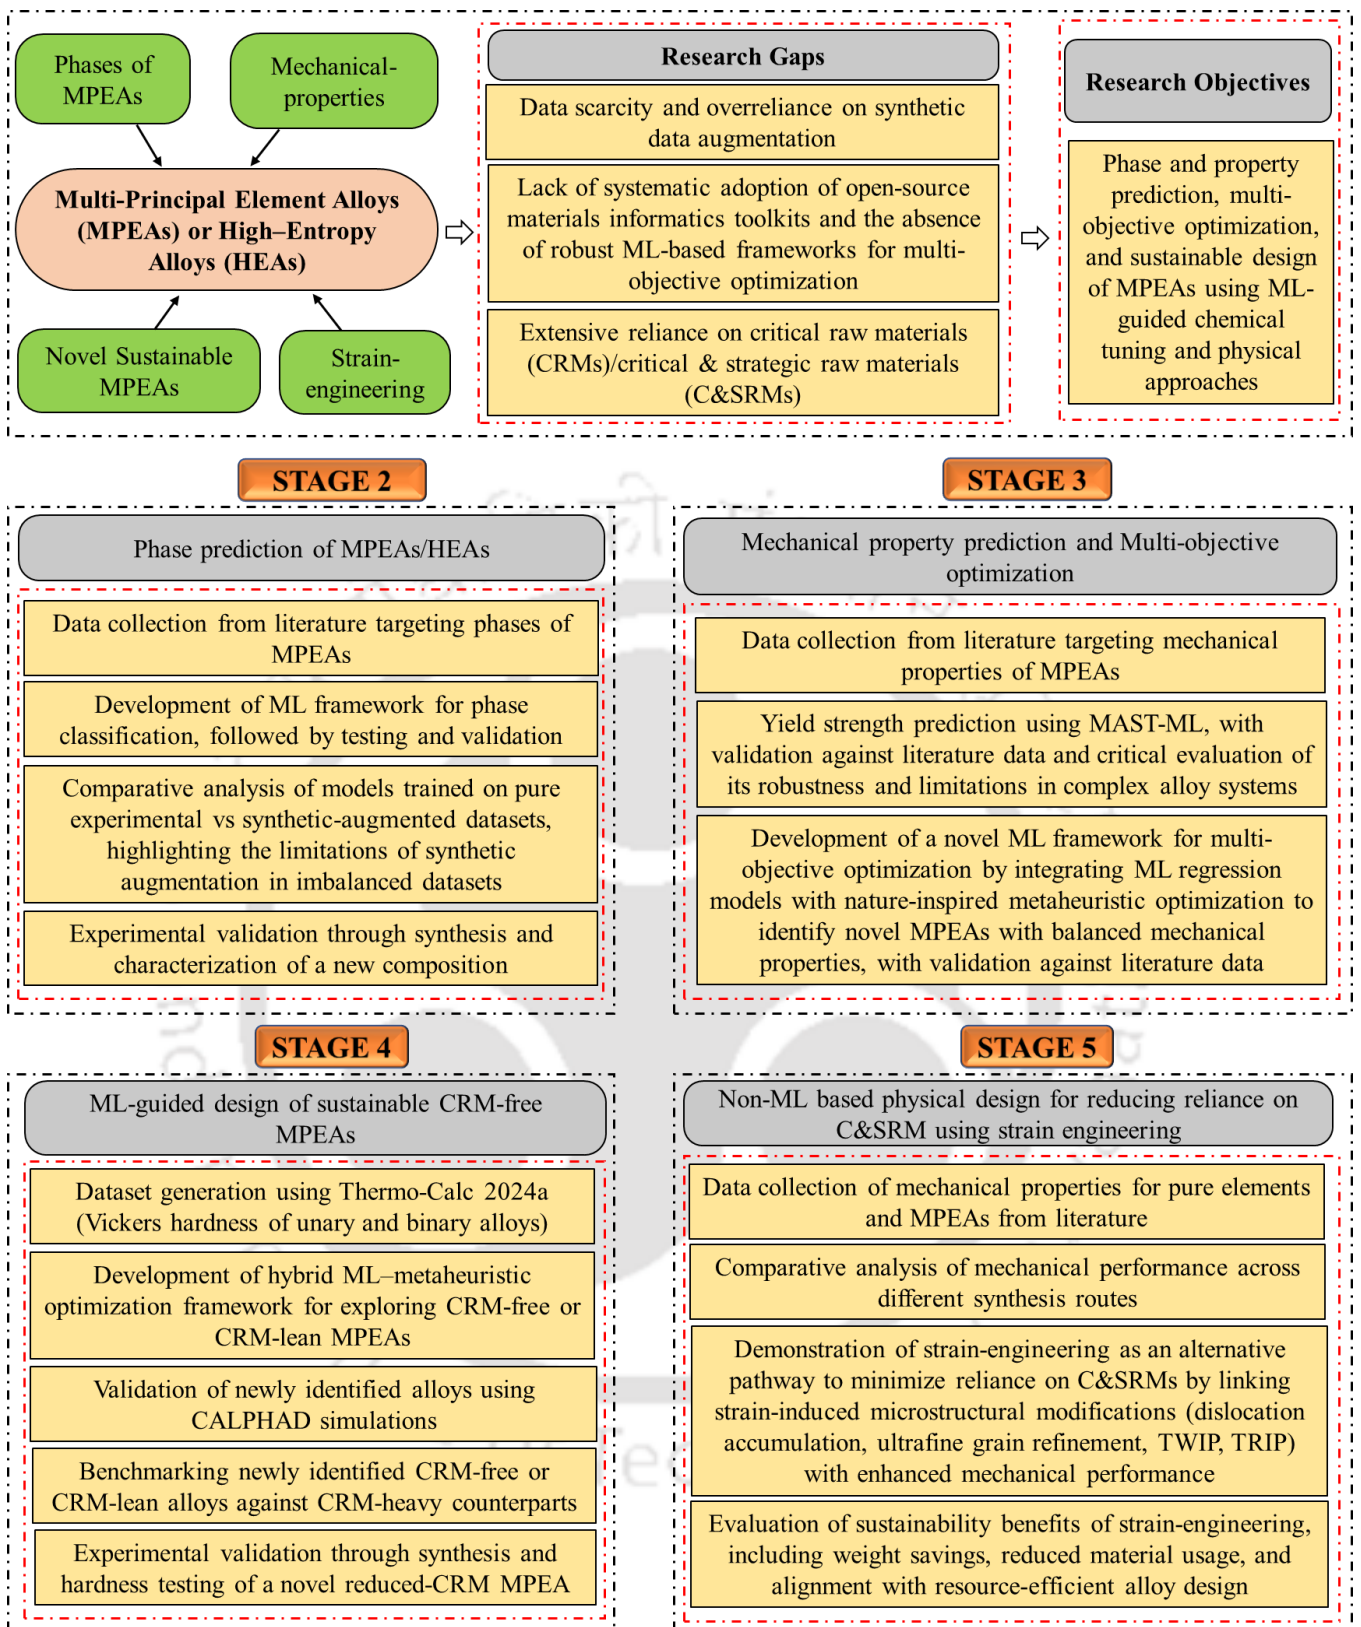 Phases of
MPEAs
Mechanical-
properties
Multi-Principal Element Alloys
(MPEAs) or High–Entropy
Alloys (HEAs)
Novel Sustainable
MPEAs
Strain-
engineering
Research Gaps
Data scarcity and overreliance on synthetic
data augmentation
Lack of systematic adoption of open-source
materials informatics toolkits and the absence
of robust ML-based frameworks for multi-
objective optimization
Extensive reliance on critical raw materials
(CRMs)/critical & strategic raw materials
(C&SRMs)
Research Objectives
Phase and property
prediction, multi-
objective optimization,
and sustainable design
of MPEAs using ML-
guided chemical
tuning and physical
approaches
STAGE 2
Phase prediction of MPEAs/HEAs
Data collection from literature targeting phases of
MPEAs
Development of ML framework for phase
classification, followed by testing and validation
Comparative analysis of models trained on pure
experimental vs synthetic-augmented datasets,
highlighting the limitations of synthetic
augmentation in imbalanced datasets
Experimental validation through synthesis and
characterization of a new composition
STAGE 3
Mechanical property prediction and Multi-objective
optimization
Data collection from literature targeting mechanical
properties of MPEAs
Yield strength prediction using MAST-ML, with
validation against literature data and critical evaluation of
its robustness and limitations in complex alloy systems
Development of a novel ML framework for multi-
objective optimization by integrating ML regression
models with nature-inspired metaheuristic optimization to
identify novel MPEAs with balanced mechanical
properties, with validation against literature data
STAGE 4
ML-guided design of sustainable CRM-free
MPEAs
Dataset generation using Thermo-Calc 2024a
(Vickers hardness of unary and binary alloys)
Development of hybrid ML–metaheuristic
optimization framework for exploring CRM-free or
CRM-lean MPEAs
Validation of newly identified alloys using
CALPHAD simulations
Benchmarking newly identified CRM-free or
CRM-lean alloys against CRM-heavy counterparts
Experimental validation through synthesis and
hardness testing of a novel reduced-CRM MPEA
STAGE 5
Non-ML based physical design for reducing reliance on
C&SRM using strain engineering
Data collection of mechanical properties for pure elements
and MPEAs from literature
Comparative analysis of mechanical performance across
different synthesis routes
Demonstration of strain-engineering as an alternative
pathway to minimize reliance on C&SRMs by linking
strain-induced microstructural modifications (dislocation
accumulation, ultrafine grain refinement, TWIP, TRIP)
with enhanced mechanical performance
Evaluation of sustainability benefits of strain-engineering,
including weight savings, reduced material usage, and
alignment with resource-efficient alloy design